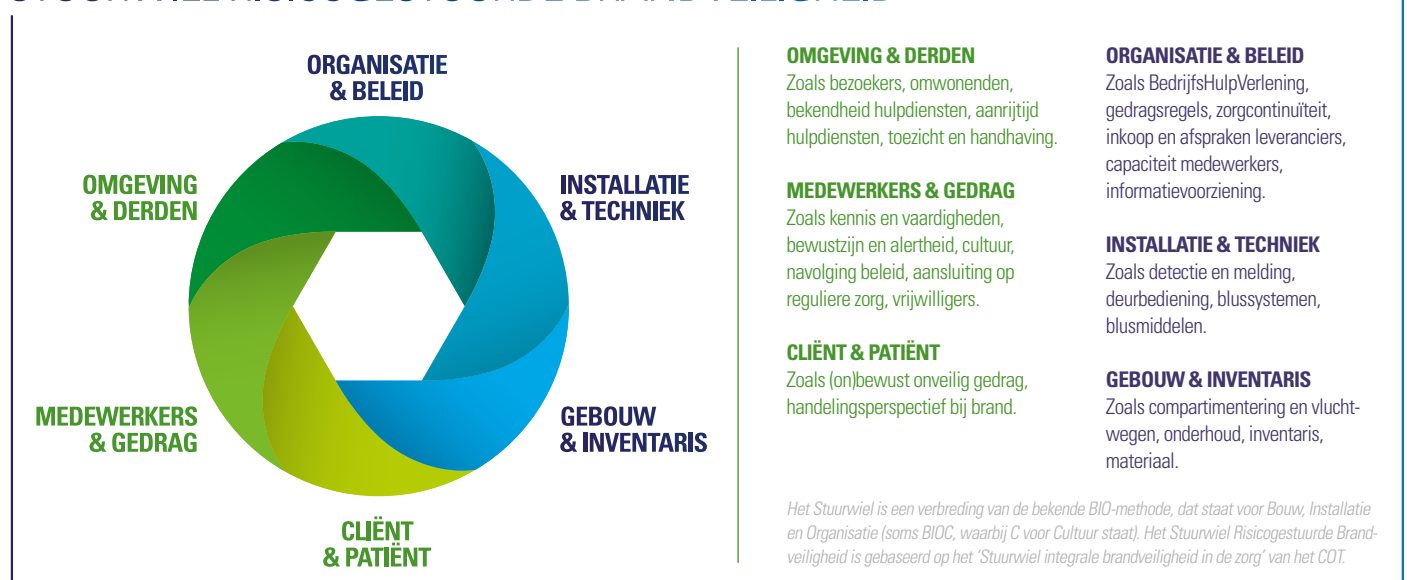 STUURWIEL RISICOGESTUURDE BRANDVEILIGHEID
ORGANISATIE
& BELEID
OMGEVING
& DERDEN
INSTALLATIE
& TECHNIEK
MEDEWERKERS
& GEDRAG
GEBOUW
& INVENTARIS
CLIËNT
& PATIËNT
OMGEVING & DERDEN
Zoals bezoekers, omwonenden,
bekendheid hulpdiensten, aanrijtijd
hulpdiensten, toezicht en handhaving.
MEDEWERKERS & GEDRAG
Zoals kennis en vaardigheden,
bewustzijn en alertheid, cultuur,
navolging beleid, aansluiting op
reguliere zorg, vrijwilligers.
CLIËNT & PATIËNT
Zoals (on)bewust onveilig gedrag,
handelingsperspectief bij brand.
ORGANISATIE & BELEID
Zoals BedrijfsHulpVerlening,
gedragsregels, zorgcontinuïteit,
inkoop en afspraken leveranciers,
capaciteit medewerkers,
informatievoorziening.
INSTALLATIE & TECHNIEK
Zoals detectie en melding,
deurbediening, blussystemen,
blusmiddelen.
GEBOUW & INVENTARIS
Zoals compartimentering en vlucht-
wegen, onderhoud, inventaris,
materiaal.
Het Stuurwiel is een verbreding van de bekende BIO-methode, dat staat voor Bouw, Installatie
en Organisatie (soms BIOC, waarbij C voor Cultuur staat). Het Stuurwiel Risicogestuurde Brand-
veiligheid is gebaseerd op het ‘Stuurwiel integrale brandveiligheid in de zorg’ van het COT.